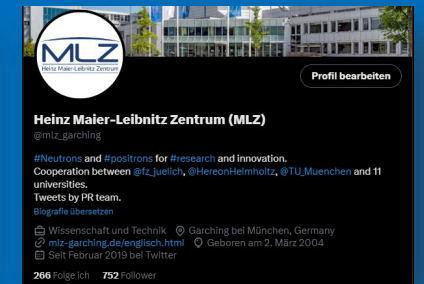 MLZ
Heinz Maier-Leibnitz Zentrum
Profil bearbeiten
Heinz Maier-Leibnitz Zentrum (MLZ)
@mlz_garching
#Neutrons and #positrons for #research and innovation.
Cooperation between @fz_juelich, @HereonHelmholtz, @TU_Muenchen and 11
universities.
Tweets by PR team.
Biografie übersetzen
Wissenschaft und Technik Garching bei München, Germany
mlz-garching.de/englisch.html Geboren am 2. März 2004
Seit Februar 2019 bei Twitter
266 Folge ich 752 Follower